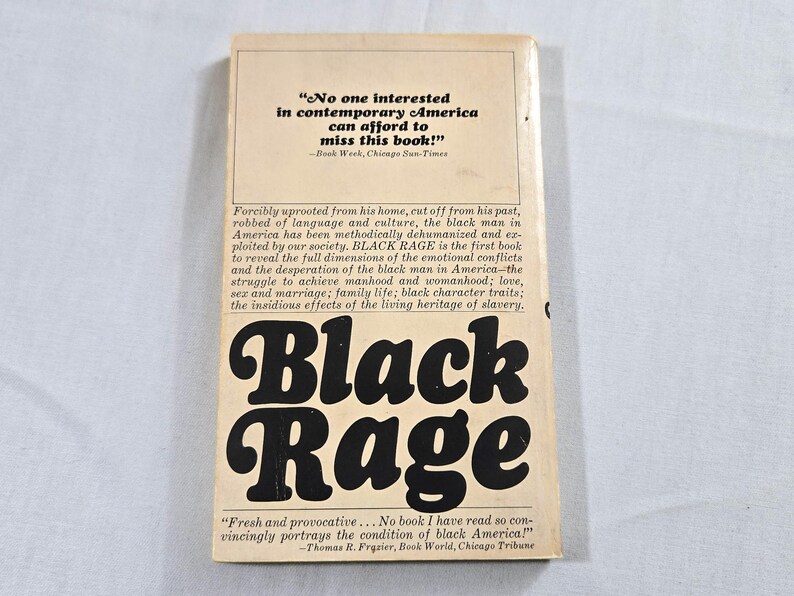 “No one interested
in contemporary America
can afford to
miss this book!”
—Book Week, Chicago Sun-Times
Forcibly uprooted from his home, cut off from his past,
robbed of language and culture, the black man in
America has been methodically dehumanized and ex-
ploited by our society. BLACK RAGE is the first book
to reveal the full dimensions of the emotional conflicts
and the desperation of the black man in America—the
struggle to achieve manhood and womanhood; love,
sex and marriage; family life; black character traits;
the insidious effects of the living heritage of slavery.
Black
Rage
“Fresh and provocative . . . No book I have read so con-
vincingly portrays the condition of black America!”
—Thomas R. Frazier, Book World, Chicago Tribune